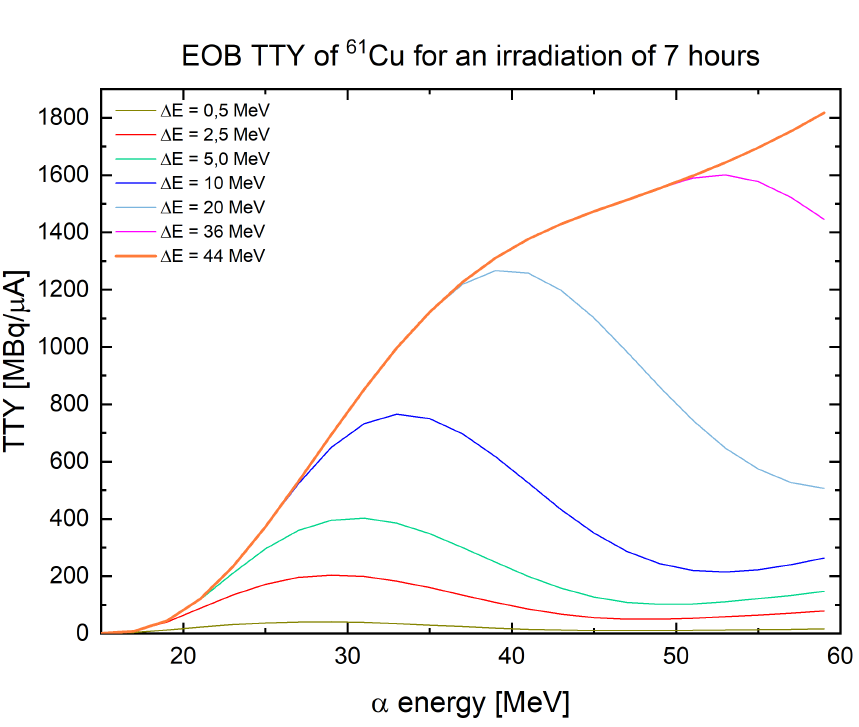 EOB TTY of ⁶¹Cu for an irradiation of 7 hours
TTY [MBq/μA]
1800
1600
1400
1200
1000
800
600
400
200
0
ΔE = 0,5 MeV
ΔE = 2,5 MeV
ΔE = 5,0 MeV
ΔE = 10 MeV
ΔE = 20 MeV
ΔE = 36 MeV
ΔE = 44 MeV
20 30 40 50 60
α energy [MeV]